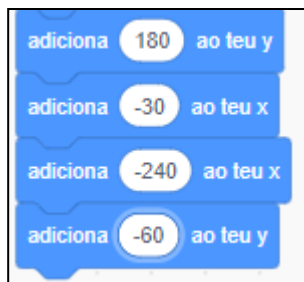 adiciona 180 ao teu y
adiciona -30 ao teu x
adiciona -240 ao teu x
adiciona -60 ao teu y